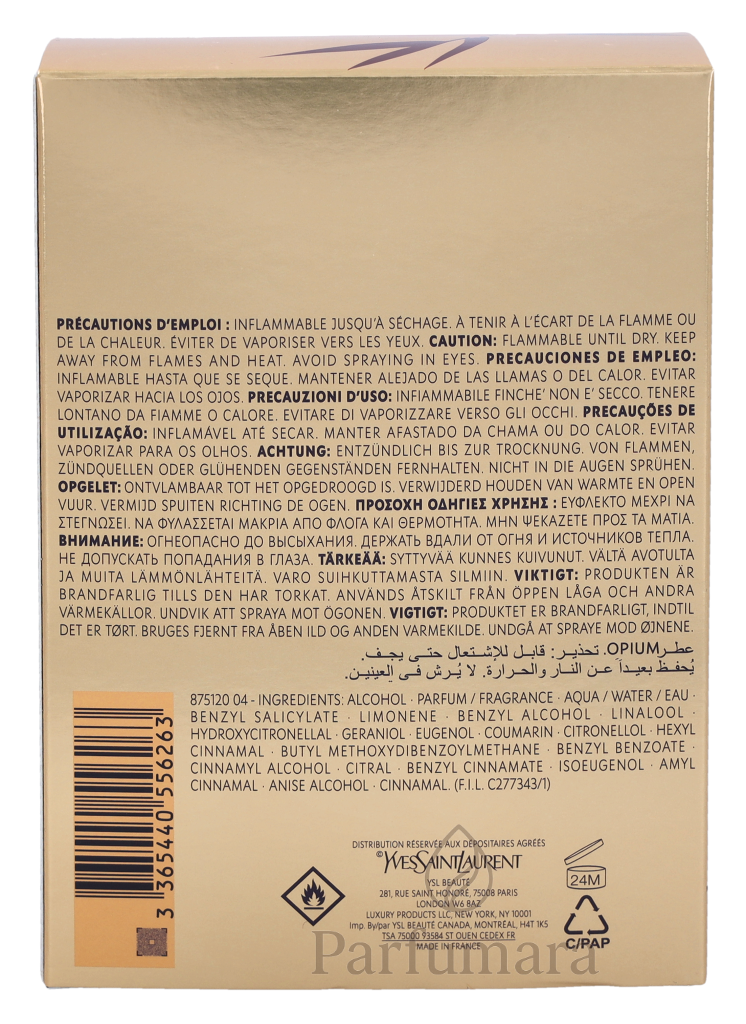 PRÉCAUTIONS D'EMPLOI : INFLAMMABLE JUSQU'À SÉCHAGE. À TENIR À L'ÉCART DE LA FLAMME OU
DE LA CHALEUR. ÉVITER DE VAPORISER VERS LES YEUX. CAUTION: FLAMMABLE UNTIL DRY. KEEP
AWAY FROM FLAMES AND HEAT. AVOID SPRAYING IN EYES. PRECAUCIONES DE EMPLEO:
INFLAMABLE HASTA QUE SE SEQUE. MANTENER ALEJADO DE LAS LLAMAS O DEL CALOR. EVITAR
VAPORIZAR HACIA LOS OJOS. PRECAUZIONI D'USO: INFIAMMABILE FINCHE' NON E' SECCO. TENERE
LONTANO DA FIAMME O CALORE. EVITARE DI VAPORIZZARE VERSO GLI OCCHI. PRECAUÇÕES DE
UTILIZAÇÃO: INFLAMÁVEL ATÉ SECAR. MANTER AFASTADO DA CHAMA OU DO CALOR. EVITAR
VAPORIZAR PARA OS OLHOS. ACHTUNG: ENTZÜNDLICH BIS ZUR TROCKNUNG. VON FLAMMEN,
ZÜNDQUELLEN ODER GLÜHENDEN GEGENSTÄNDEN FERNHALTEN. NICHT IN DIE AUGEN SPRÜHEN.
OPGELET: ONTVLAMBAAR TOT HET OPGEDROOGD IS. VERWIJDERD HOUDEN VAN WARMTE EN OPEN
VUUR. VERMIJD SPUITEN RICHTING DE OGEN. ΠΡΟΣΟΧΗ ΟΔΗΓΙΕΣ ΧΡΗΣΗΣ : ΕΥΦΛΕΚΤΟ ΜΕΧΡΙ ΝΑ
ΣΤΕΓΝΩΣΕΙ. ΝΑ ΦΥΛΑΣΣΕΤΑΙ ΜΑΚΡΙΑ ΑΠΟ ΦΛΟΓΑ ΚΑΙ ΘΕΡΜΟΤΗΤΑ. ΜΗΝ ΨΕΚΑΖΕΤΕ ΠΡΟΣ ΤΑ ΜΑΤΙΑ.
ВНИМАНИЕ: ОГНЕОПАСНО ДО ВЫСЫХАНИЯ. ДЕРЖАТЬ ВДАЛИ ОТ ОГНЯ И ИСТОЧНИКОВ ТЕПЛА.
НЕ ДОПУСКАТЬ ПОПАДАНИЯ В ГЛАЗА. TÄRKEÄÄ: SYTTYVÄÄ KUNNES KUIVUNUT. VÄLTÄ AVOTULTA
JA MUITA LÄMMÖNLÄHTEITÄ. VARO SUIHKUTTAMASTA SILMIIN. VIKTIGT: PRODUKTEN ÄR
BRANDFARLIG TILLS DEN HAR TORKAT. ANVÄNDS ÅTSKILT FRÅN ÖPPEN LÅGA OCH ANDRA
VÄRMEKÄLLOR. UNDVIK ATT SPRAYA MOT ÖGONEN. VIGTIGT: PRODUKTET ER BRANDFARLIGT, INDTIL
DET ER TØRT. BRUGES FJERNT FRA ÅBEN ILD OG ANDEN VARMEKILDE. UNDGÅ AT SPRAYE MOD ØJNENE.
عطر OPIUM. تحذير: قابل للإشتعال حتى يجف.
يُحفظ بعيداً عن النار والحرارة. لا يُرش في العينين.
875120 04 - INGREDIENTS: ALCOHOL · PARFUM / FRAGRANCE · AQUA / WATER / EAU ·
BENZYL SALICYLATE · LIMONENE · BENZYL ALCOHOL · LINALOOL ·
HYDROXYCITRONELLAL · GERANIOL · EUGENOL · COUMARIN · CITRONELLOL · HEXYL
CINNAMAL · BUTYL METHOXYDIBENZOYLMETHANE · BENZYL BENZOATE ·
CINNAMYL ALCOHOL · CITRAL · BENZYL CINNAMATE · ISOEUGENOL · AMYL
CINNAMAL · ANISE ALCOHOL · CINNAMAL. (F.I.L. C277343/1)
3 365440 556263
DISTRIBUTION RÉSERVÉE AUX DÉPOSITAIRES AGRÉÉS
©YVESSAINTLAURENT
YSL BEAUTÉ
281, RUE SAINT HONORÉ, 75008 PARIS
LONDON W6 8AZ
LUXURY PRODUCTS LLC, NEW YORK, NY 10001
Imp. By/par YSL BEAUTÉ CANADA, MONTRÉAL, H4T 1K5
TSA 75000 93584 ST OUEN CEDEX FR
MADE IN FRANCE
24M
C/PAP
Parfumara